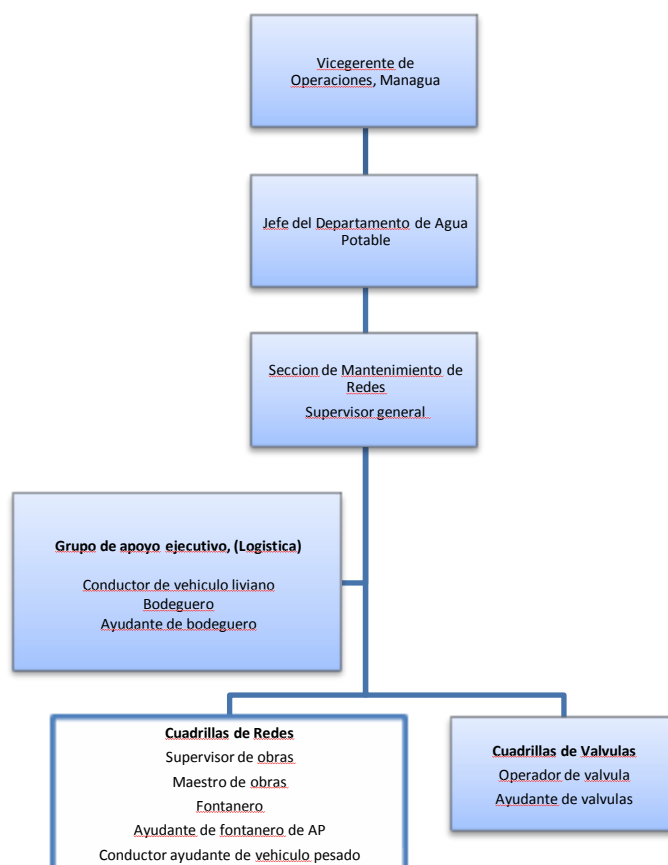 Vicegerente de
Operaciones, Managua
Jefe del Departamento de Agua
Potable
Seccion de Mantenimiento de
Redes
Supervisor general
Grupo de apoyo ejecutivo, (Logistica)
Conductor de vehiculo liviano
Bodeguero
Ayudante de bodeguero
Cuadrillas de Redes
Supervisor de obras
Maestro de obras
Fontanero
Ayudante de fontanero de AP
Conductor ayudante de vehiculo pesado
Cuadrillas de Valvulas
Operador de valvula
Ayudante de valvulas